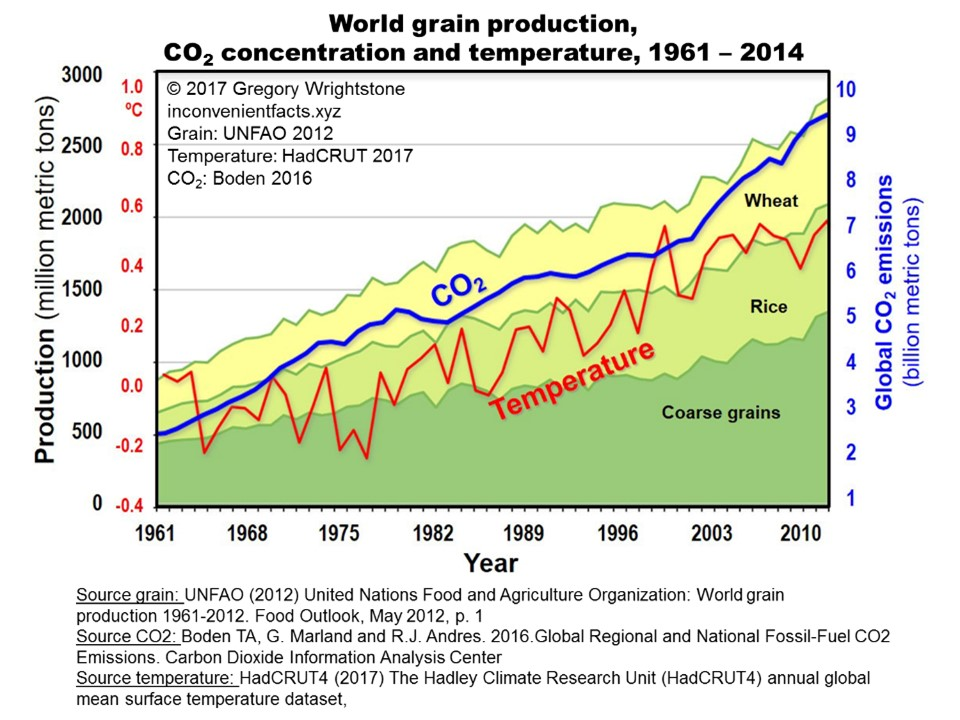 World grain production,
CO₂ concentration and temperature, 1961 – 2014
© 2017 Gregory Wrightstone
inconvenientfacts.xyz
Grain: UNFAO 2012
Temperature: HadCRUT 2017
CO₂: Boden 2016
Production (million metric tons)
3000
2500
2000
1500
1000
500
0
1.0
ºC
0.8
0.6
0.4
0.2
0.0
-0.2
-0.4
CO₂
Temperature
Wheat
Rice
Coarse grains
10
9
8
7
6
5
4
3
2
1
Global CO₂ emissions
(billion metric tons)
1961 1968 1975 1982 1989 1996 2003 2010
Year
Source grain: UNFAO (2012) United Nations Food and Agriculture Organization: World grain
production 1961-2012. Food Outlook, May 2012, p. 1
Source CO2: Boden TA, G. Marland and R.J. Andres. 2016.Global Regional and National Fossil-Fuel CO2
Emissions. Carbon Dioxide Information Analysis Center
Source temperature: HadCRUT4 (2017) The Hadley Climate Research Unit (HadCRUT4) annual global
mean surface temperature dataset,